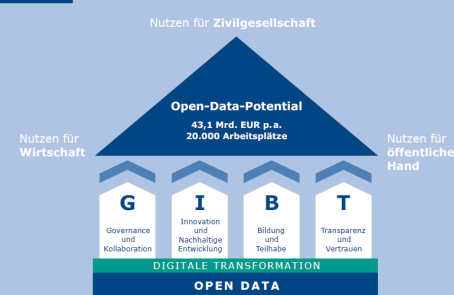 Nutzen für Zivilgesellschaft
Open-Data-Potential
43,1 Mrd. EUR p.a.
20.000 Arbeitsplätze
Nutzen für
Wirtschaft
Nutzen für
öffentliche
Hand
G
Governance
und
Kollaboration
I
Innovation
und
Nachhaltige
Entwicklung
B
Bildung
und
Teilhabe
T
Transparenz
und
Vertrauen
DIGITALE TRANSFORMATION
OPEN DATA